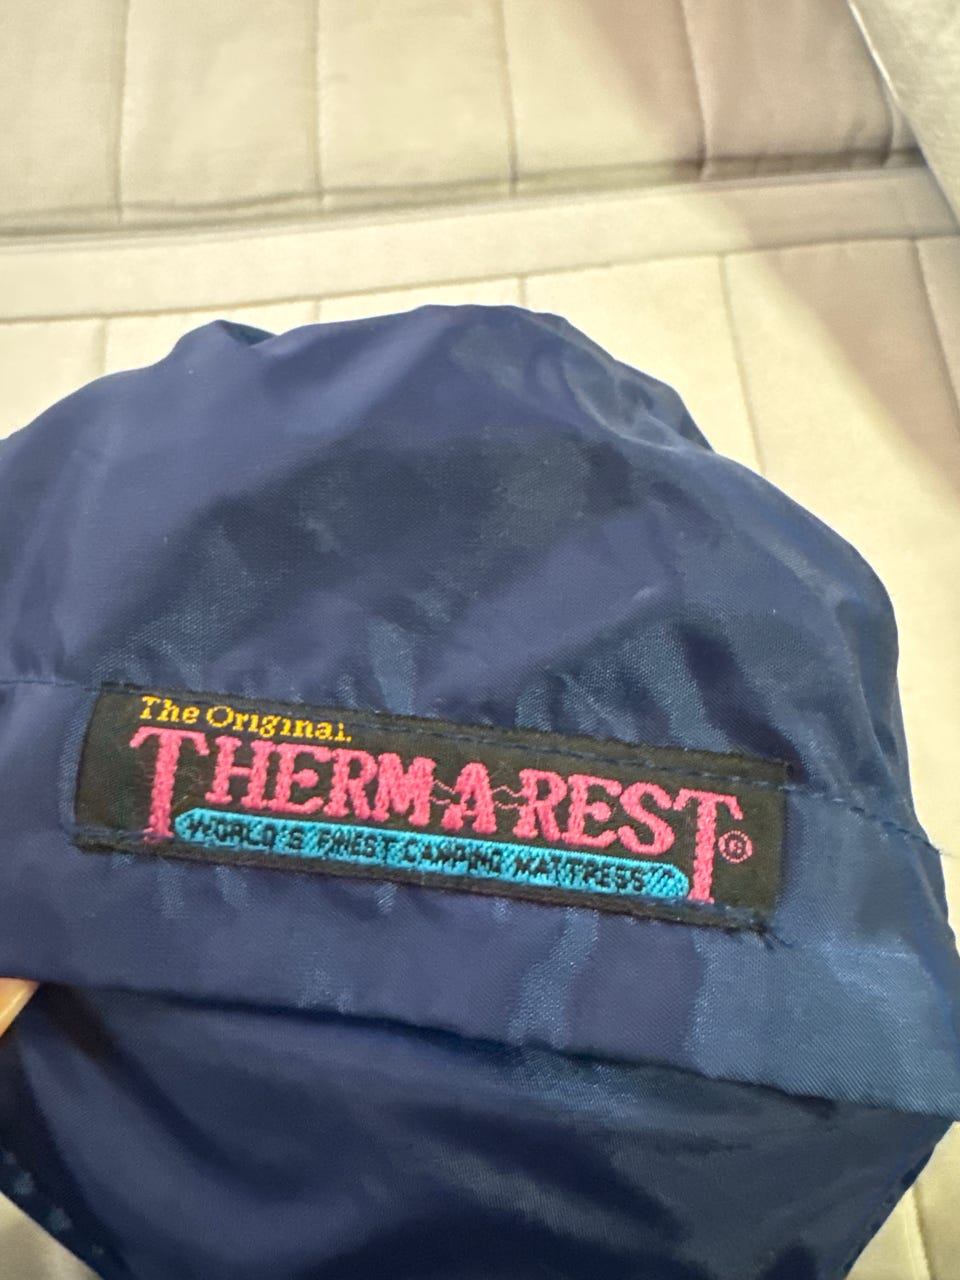 The Original.
THERM-A-REST®
WORLD'S FINEST CAMPING MATTRESS